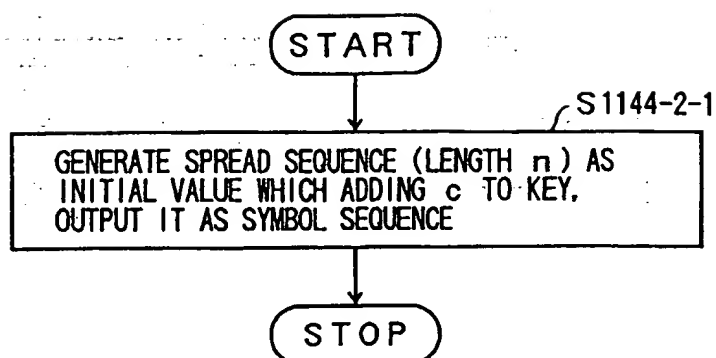 START
S1144-2-1
GENERATE SPREAD SEQUENCE (LENGTH n) AS
INITIAL VALUE WHICH ADDING c TO KEY,
OUTPUT IT AS SYMBOL SEQUENCE
STOP